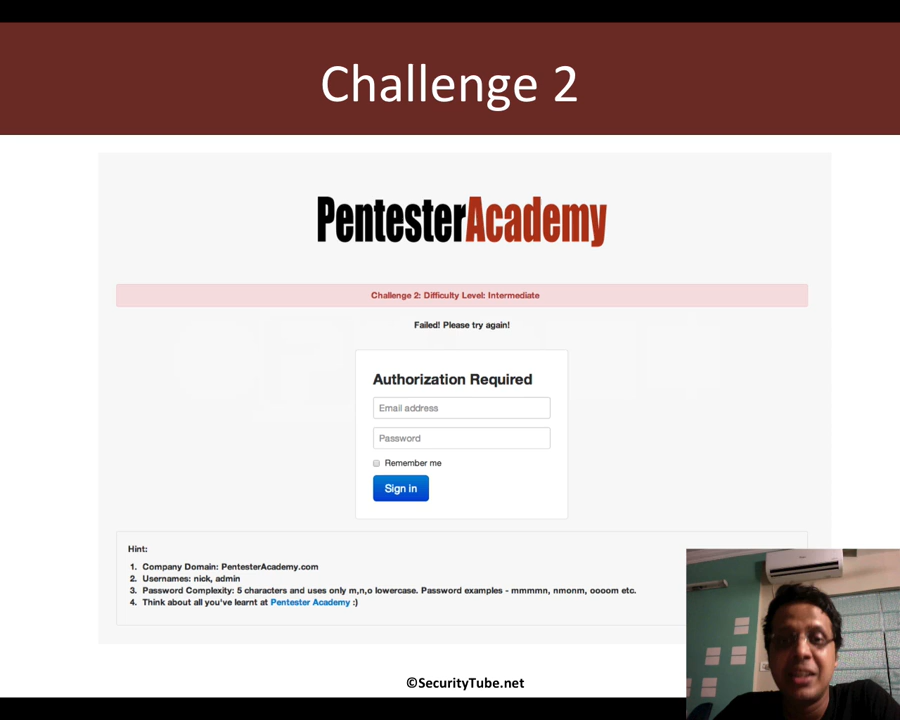 Challenge 2
PentesterAcademy
Challenge 2: Difficulty Level: Intermediate
Failed! Please try again!
Authorization Required
Email address
Password
Remember me
Sign in
Hint:
1. Company Domain: PentesterAcademy.com
2. Usernames: nick, admin
3. Password Complexity: 5 characters and uses only m,n,o lowercase. Password examples - mmmmn, nmonm, oooom etc.
4. Think about all you've learnt at Pentester Academy :)
©SecurityTube.net